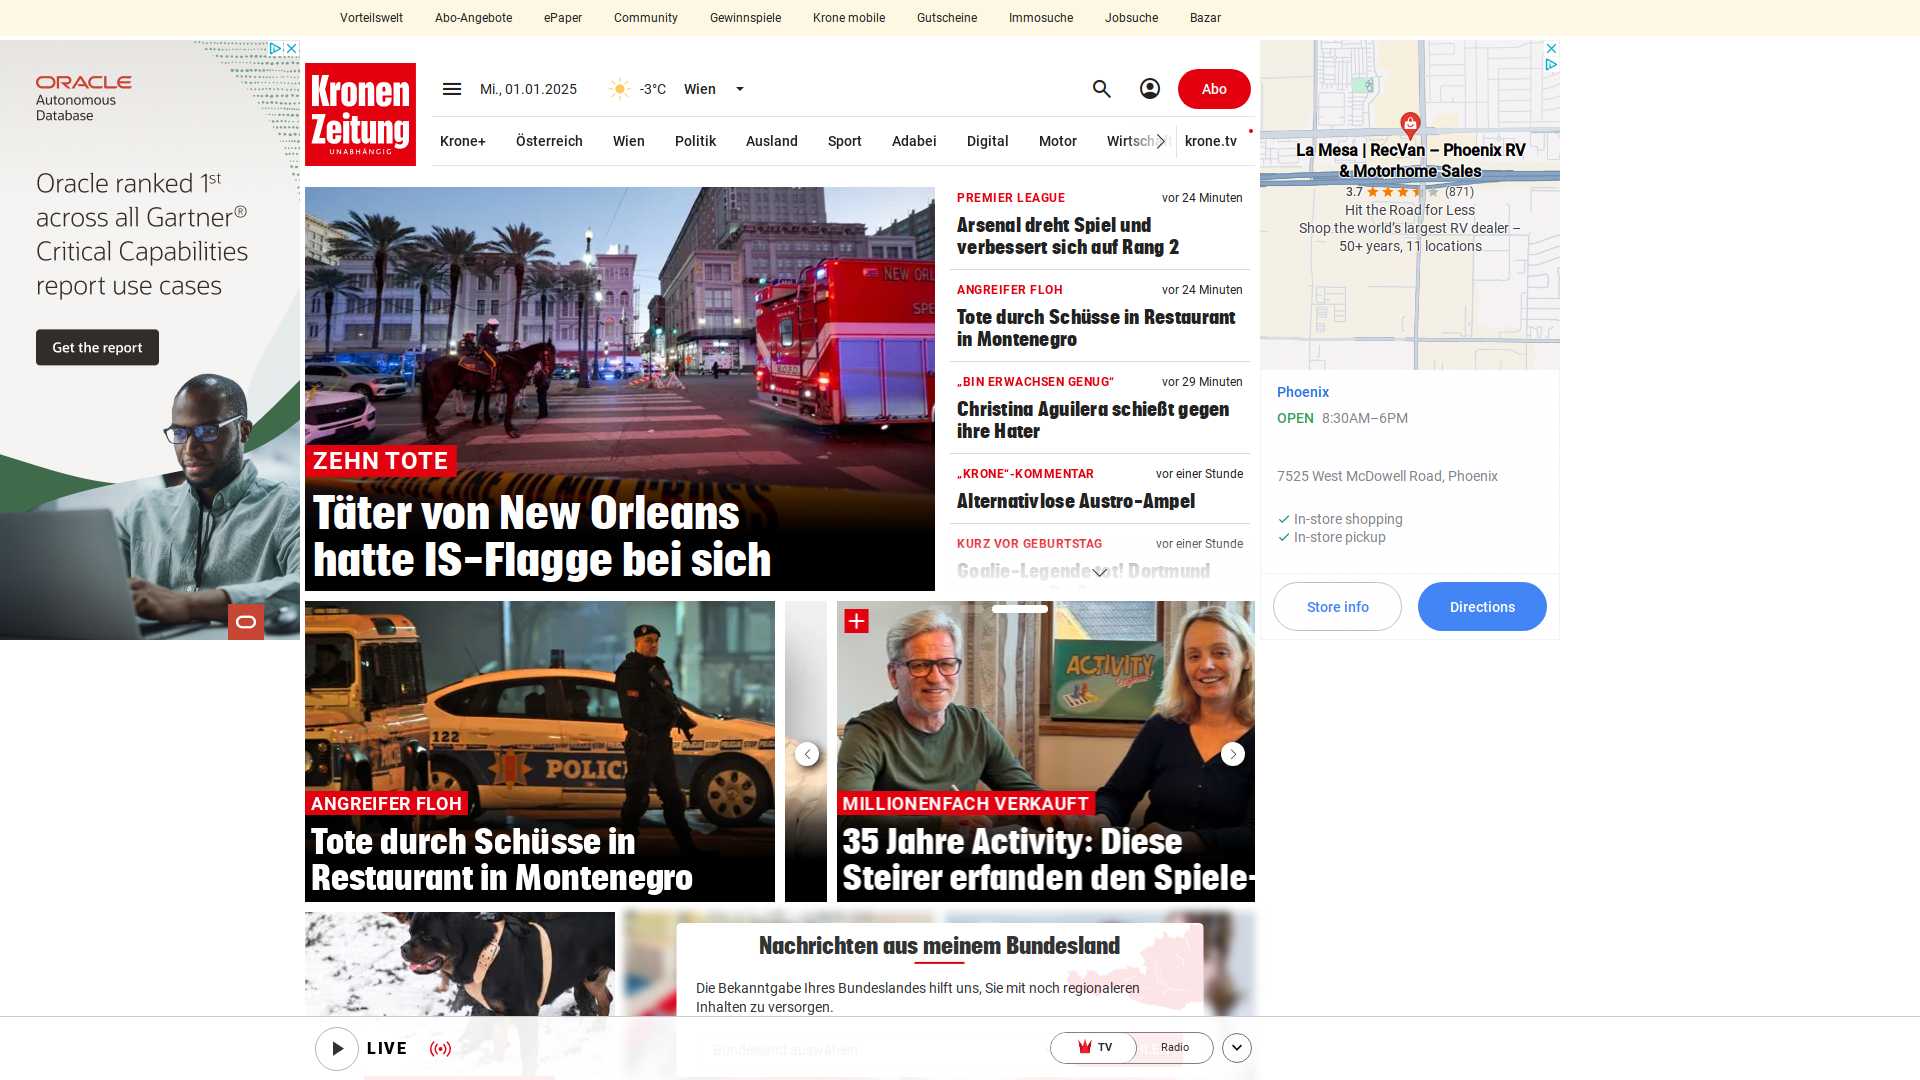 Vorteilswelt
Abo-Angebote
ePaper
Community
Gewinnspiele
Krone mobile
Gutscheine
Immosuche
Jobsuche
Bazar
ORACLE
Autonomous
Database
Oracle ranked 1st
across all Gartner®
Critical Capabilities
report use cases
Get the report
Kronen
Zeitung
UNABHÄNGIG
Mi., 01.01.2025
-3°C
Wien
Abo
Krone+
Österreich
Wien
Politik
Ausland
Sport
Adabei
Digital
Motor
Wirtsch
krone.tv
ZEHN TOTE
Täter von New Orleans
hatte IS-Flagge bei sich
PREMIER LEAGUE
vor 24 Minuten
Arsenal dreht Spiel und
verbessert sich auf Rang 2
ANGREIFER FLOH
vor 24 Minuten
Tote durch Schüsse in Restaurant
in Montenegro
„BIN ERWACHSEN GENUG“
vor 29 Minuten
Christina Aguilera schießt gegen
ihre Hater
„KRONE“-KOMMENTAR
vor einer Stunde
Alternativlose Austro-Ampel
KURZ VOR GEBURTSTAG
vor einer Stunde
Goalie-Legende tot! Dortmund
La Mesa | RecVan – Phoenix RV
& Motorhome Sales
3.7 (871)
Hit the Road for Less
Shop the world’s largest RV dealer –
50+ years, 11 locations
Phoenix
OPEN 8:30AM–6PM
7525 West McDowell Road, Phoenix
In-store shopping
In-store pickup
Store info
Directions
122
POLIC
ANGREIFER FLOH
Tote durch Schüsse in
Restaurant in Montenegro
ACTIVITY
MILLIONENFACH VERKAUFT
35 Jahre Activity: Diese
Steirer erfanden den Spiele-
Nachrichten aus meinem Bundesland
Die Bekanntgabe Ihres Bundeslandes hilft uns, Sie mit noch regionaleren
Inhalten zu versorgen.
Bundesland auswählen
LIVE
TV
Radio